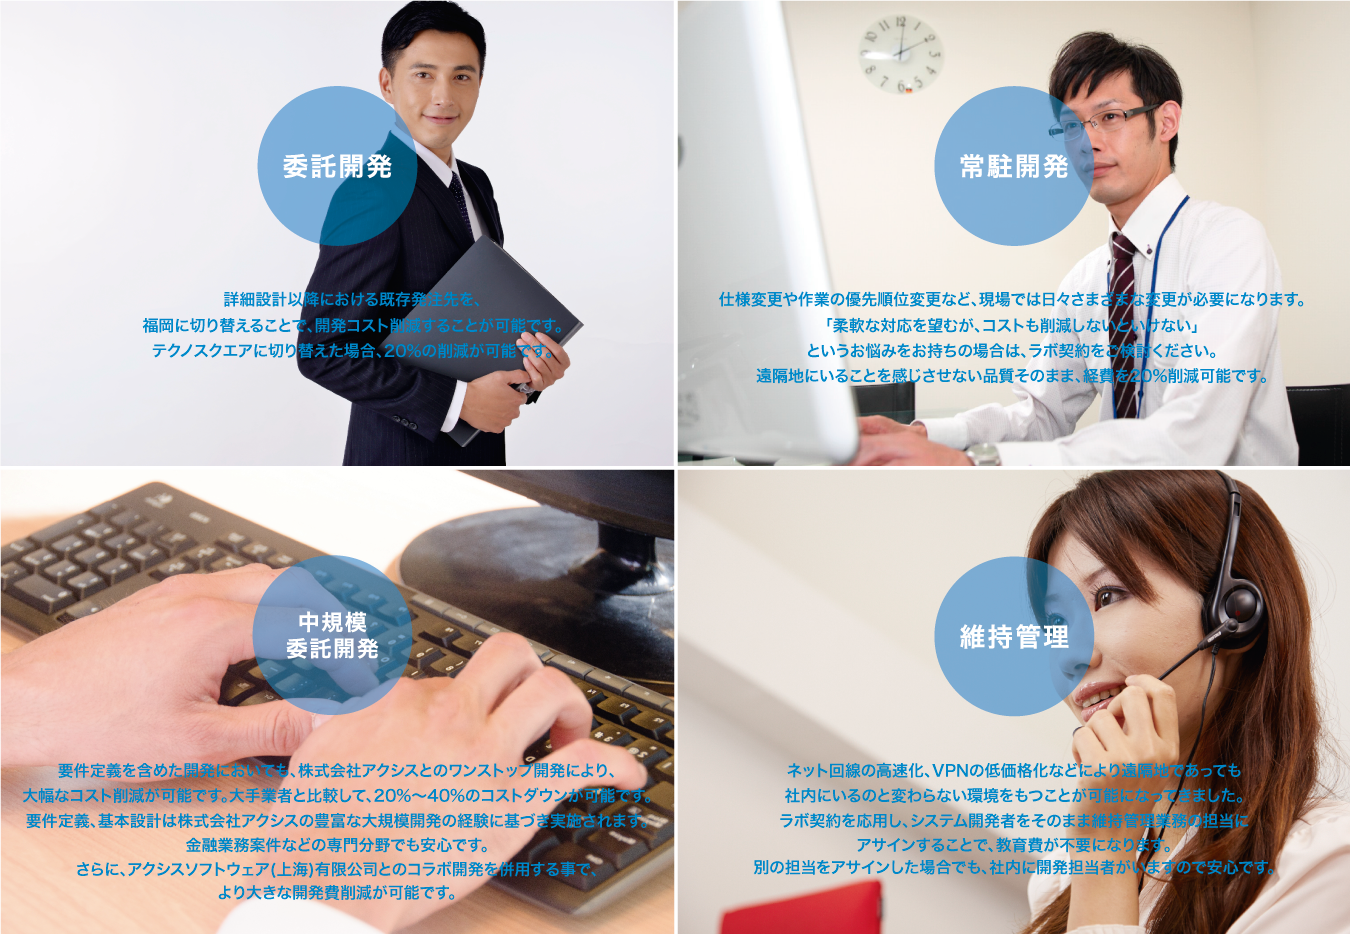 委託開発
詳細設計以降における既存発注先を、
福岡に切り替えることで、開発コスト削減することが可能です。
テクノスクエアに切り替えた場合、20%の削減が可能です。
常駐開発
仕様変更や作業の優先順位変更など、現場では日々さまざまな変更が必要になります。
「柔軟な対応を望むが、コストも削減しないといけない」
というお悩みをお持ちの場合は、ラボ契約をご検討ください。
遠隔地にいることを感じさせない品質そのまま、経費を20%削減可能です。
中規模
委託開発
要件定義を含めた開発においても、株式会社アクシスとのワンストップ開発により、
大幅なコスト削減が可能です。大手業者と比較して、20%〜40%のコストダウンが可能です。
要件定義、基本設計は株式会社アクシスの豊富な大規模開発の経験に基づき実施されます。
金融業務案件などの専門分野でも安心です。
さらに、アクシスソフトウェア(上海)有限公司とのコラボ開発を併用する事で、
より大きな開発費削減が可能です。
維持管理
ネット回線の高速化、VPNの低価格化などにより遠隔地であっても
社内にいるのと変わらない環境をもつことが可能になってきました。
ラボ契約を応用し、システム開発者をそのまま維持管理業務の担当に
アサインすることで、教育費が不要になります。
別の担当をアサインした場合でも、社内に開発担当者がいますので安心です。